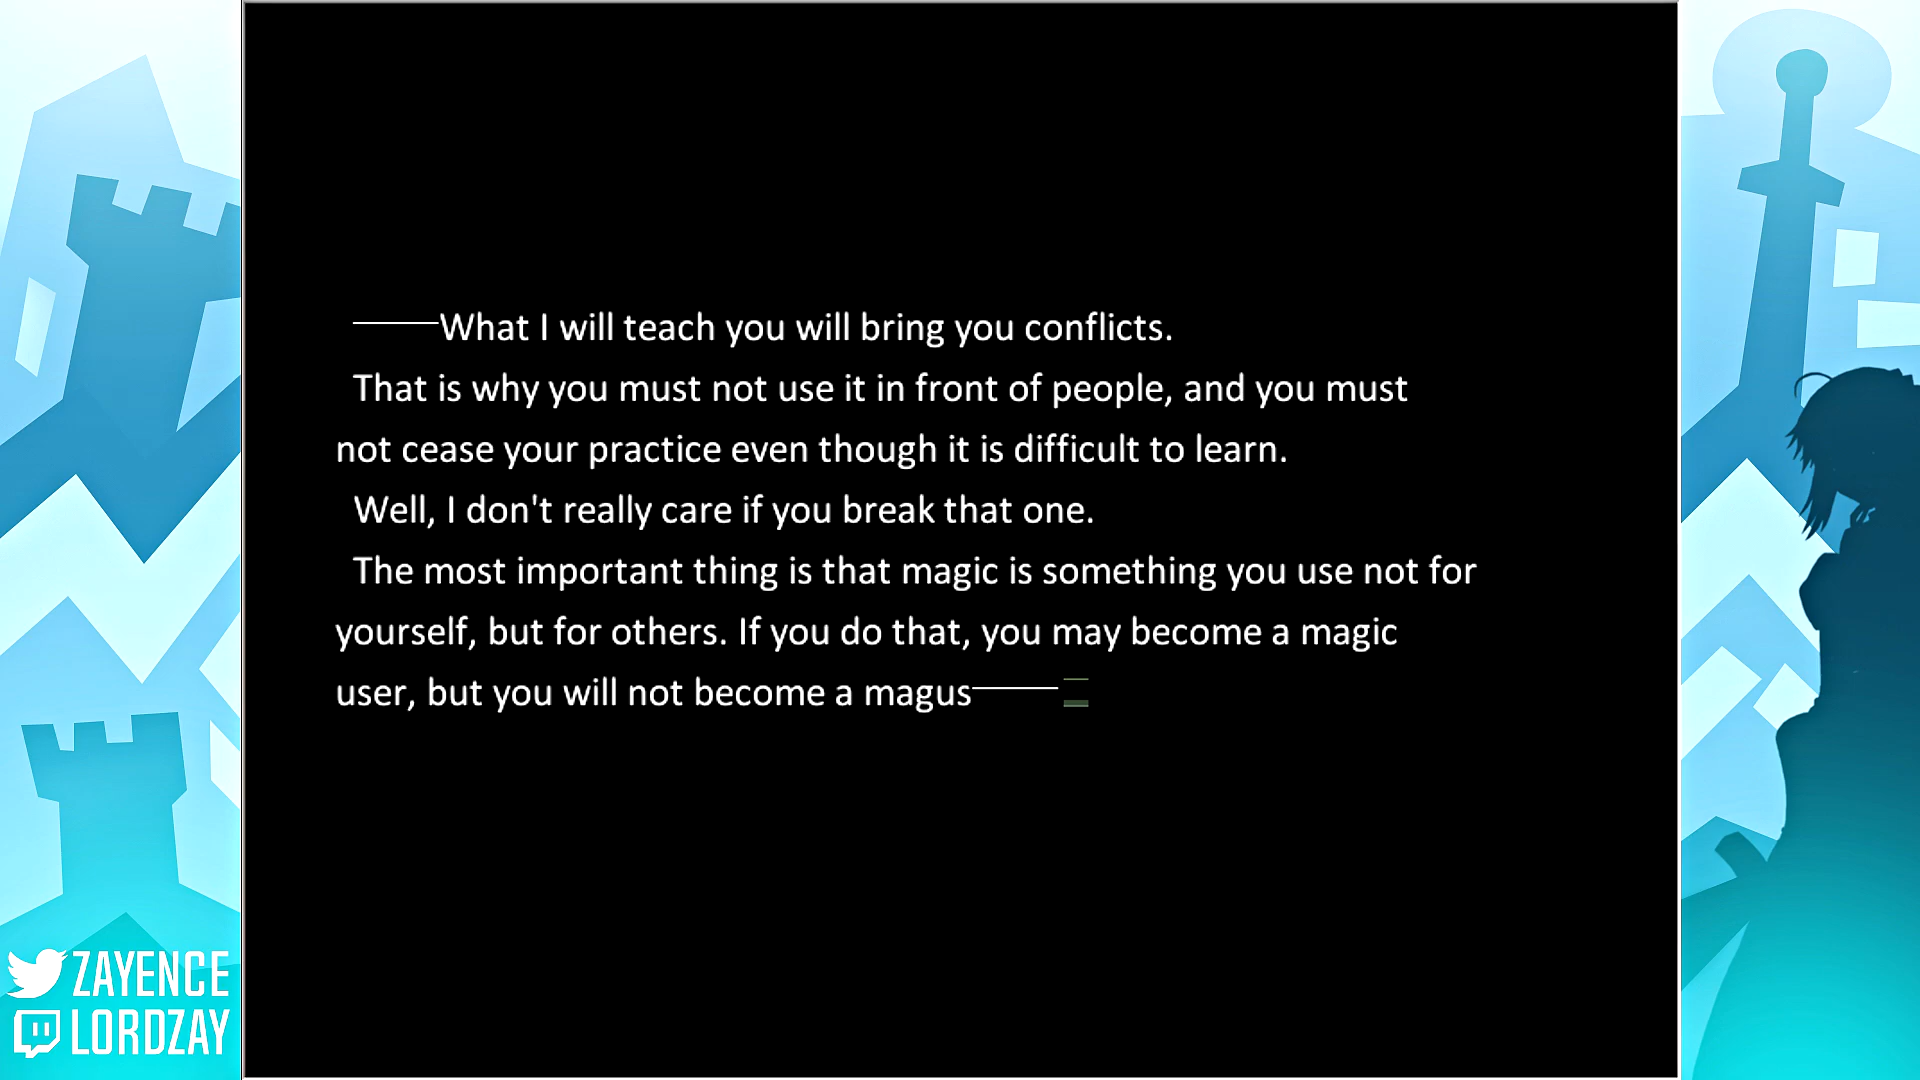 ――What I will teach you will bring you conflicts.
That is why you must not use it in front of people, and you must
not cease your practice even though it is difficult to learn.
Well, I don't really care if you break that one.
The most important thing is that magic is something you use not for
yourself, but for others. If you do that, you may become a magic
user, but you will not become a magus――
ZAYENCE
LORDZAY